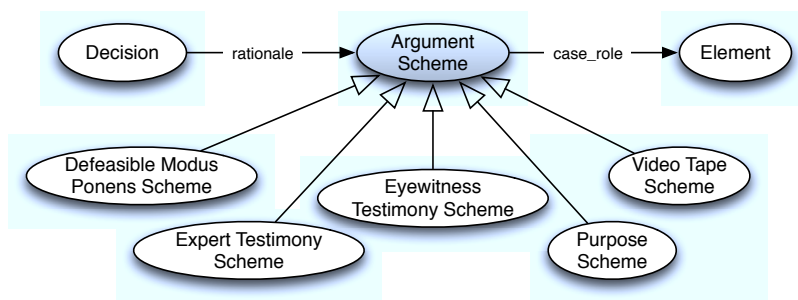 Decision
rationale
Argument
Scheme
case_role
Element
Defeasible Modus
Ponens Scheme
Eyewitness
Testimony Scheme
Video Tape
Scheme
Expert Testimony
Scheme
Purpose
Scheme